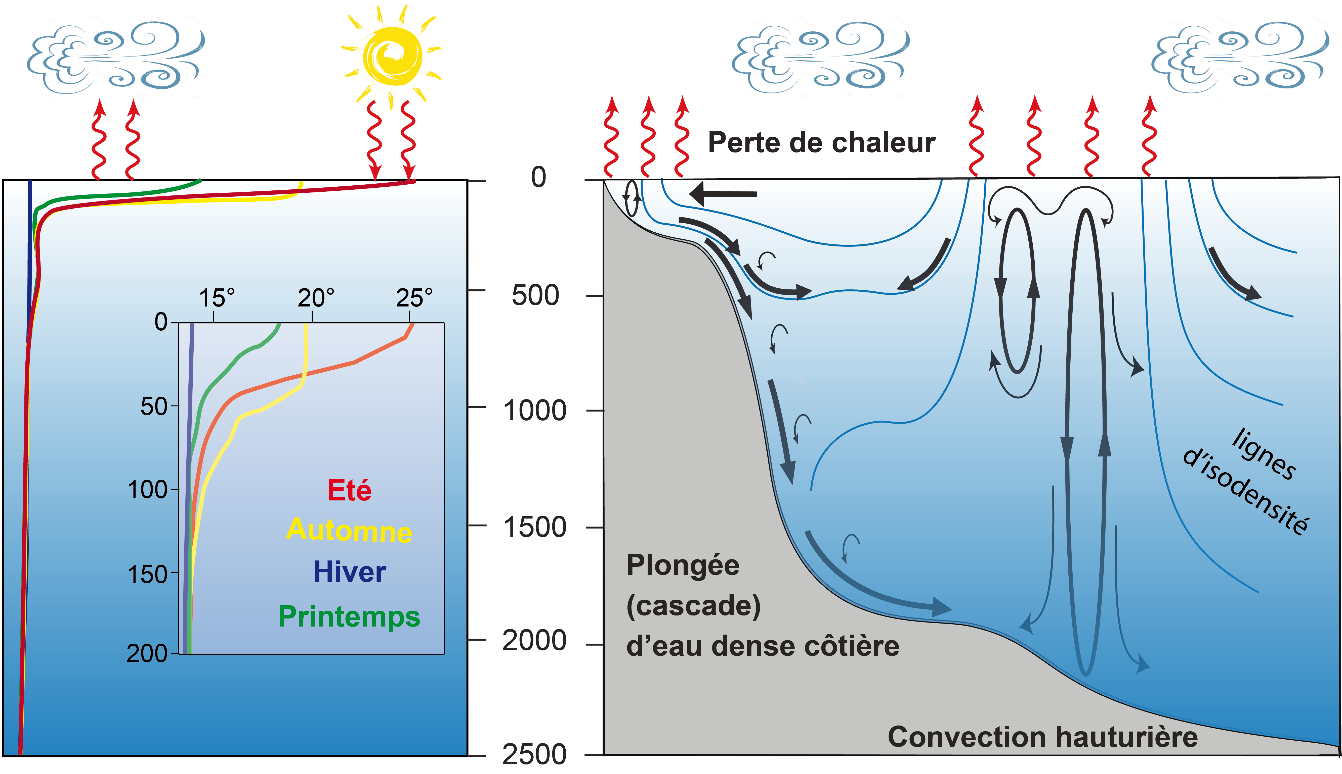 Perte de chaleur
0
500
1000
1500
2000
2500
15°
20°
25°
0
50
100
150
200
Eté
Automne
Hiver
Printemps
lignes
d'isodensité
Plongée
(cascade)
d'eau dense côtière
Convection hauturière